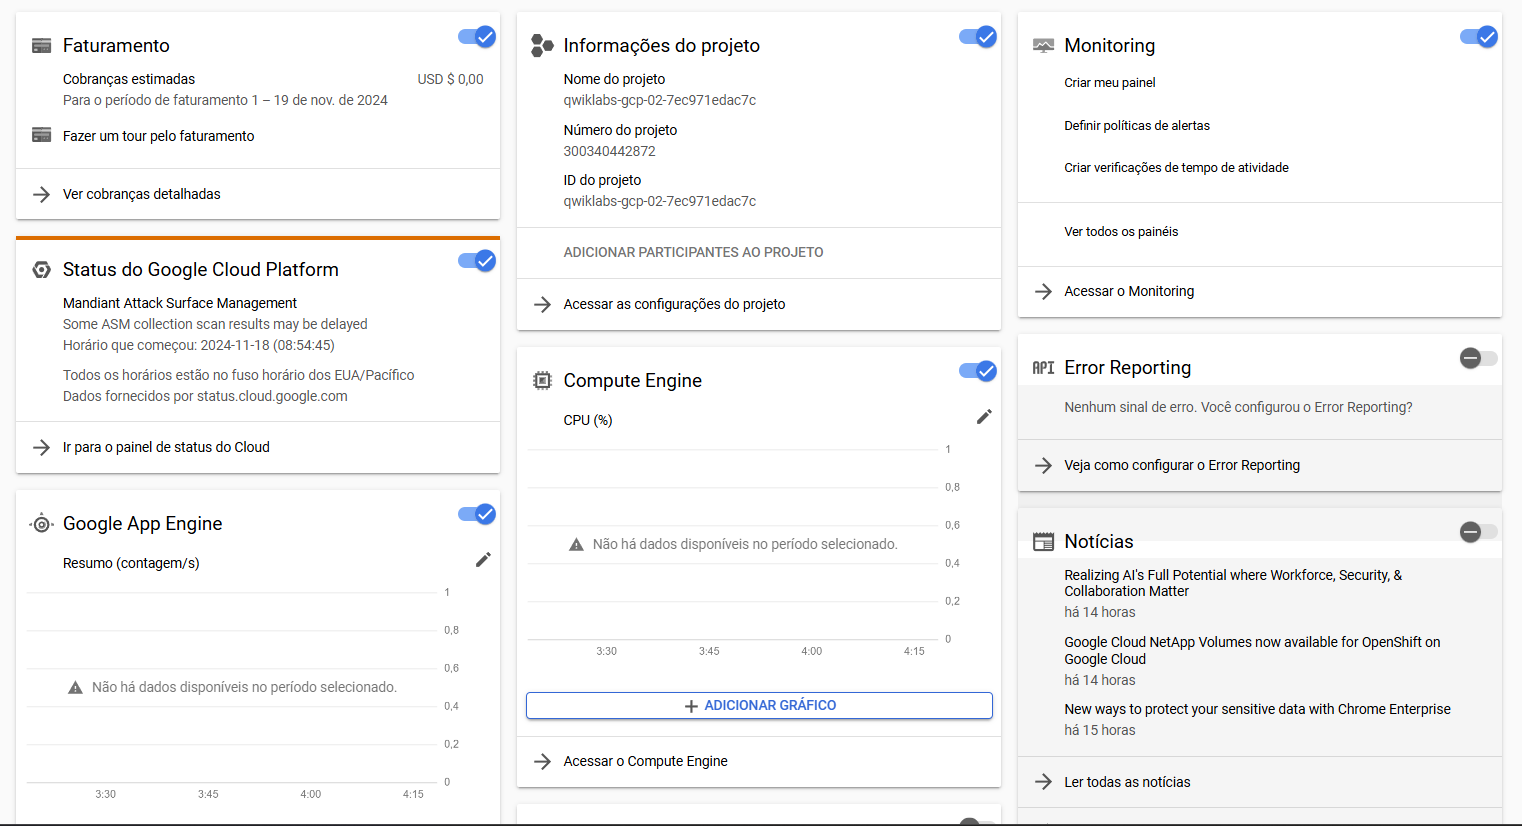 Faturamento
Cobranças estimadas
USD $ 0,00
Para o período de faturamento 1 – 19 de nov. de 2024
Fazer um tour pelo faturamento
Ver cobranças detalhadas
Status do Google Cloud Platform
Mandiant Attack Surface Management
Some ASM collection scan results may be delayed
Horário que começou: 2024-11-18 (08:54:45)
Todos os horários estão no fuso horário dos EUA/Pacífico
Dados fornecidos por status.cloud.google.com
Ir para o painel de status do Cloud
Google App Engine
Resumo (contagem/s)
1
0,8
0,6
Não há dados disponíveis no período selecionado.
0,4
0,2
0
3:30 3:45 4:00 4:15
Informações do projeto
Nome do projeto
qwiklabs-gcp-02-7ec971edac7c
Número do projeto
300340442872
ID do projeto
qwiklabs-gcp-02-7ec971edac7c
ADICIONAR PARTICIPANTES AO PROJETO
Acessar as configurações do projeto
Compute Engine
CPU (%)
1
0,8
0,6
Não há dados disponíveis no período selecionado.
0,4
0,2
0
3:30 3:45 4:00 4:15
ADICIONAR GRÁFICO
Acessar o Compute Engine
Monitoring
Criar meu painel
Definir políticas de alertas
Criar verificações de tempo de atividade
Ver todos os painéis
Acessar o Monitoring
API Error Reporting
Nenhum sinal de erro. Você configurou o Error Reporting?
Veja como configurar o Error Reporting
Notícias
Realizing AI's Full Potential where Workforce, Security, &
Collaboration Matter
há 14 horas
Google Cloud NetApp Volumes now available for OpenShift on
Google Cloud
há 14 horas
New ways to protect your sensitive data with Chrome Enterprise
há 15 horas
Ler todas as notícias